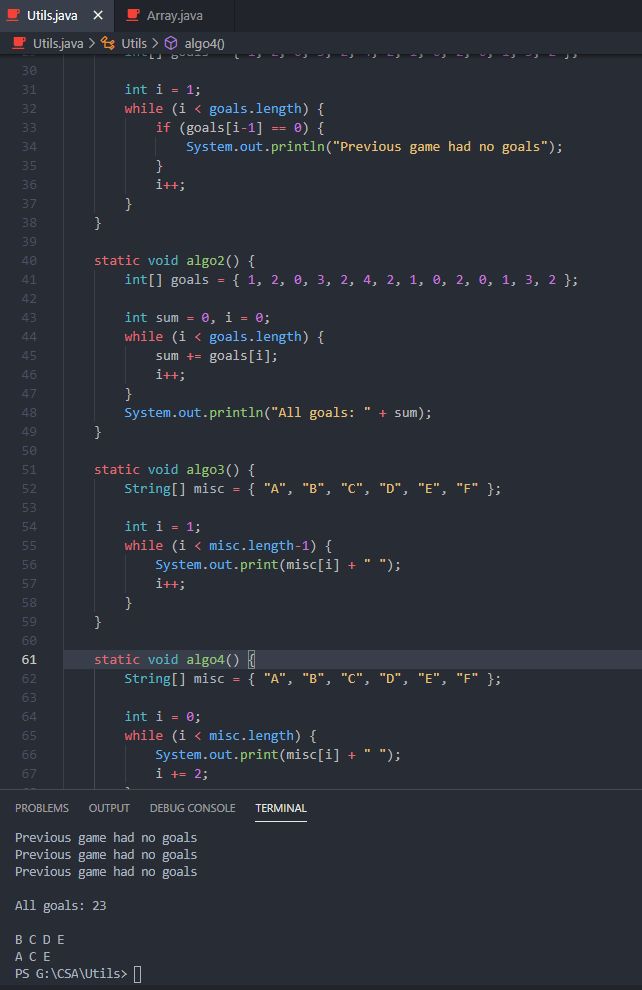 Utils.java × Array.java
Utils.java > Utils > algo4()
30
31 int i = 1;
32 while (i < goals.length) {
33 if (goals[i-1] == 0) {
34 System.out.println("Previous game had no goals");
35 }
36 i++;
37 }
38 }
39
40 static void algo2() {
41 int[] goals = { 1, 2, 0, 3, 2, 4, 2, 1, 0, 2, 0, 1, 3, 2 };
42
43 int sum = 0, i = 0;
44 while (i < goals.length) {
45 sum += goals[i];
46 i++;
47 }
48 System.out.println("All goals: " + sum);
49 }
50
51 static void algo3() {
52 String[] misc = { "A", "B", "C", "D", "E", "F" };
53
54 int i = 1;
55 while (i < misc.length-1) {
56 System.out.print(misc[i] + " ");
57 i++;
58 }
59 }
60
61 static void algo4() {
62 String[] misc = { "A", "B", "C", "D", "E", "F" };
63
64 int i = 0;
65 while (i < misc.length) {
66 System.out.print(misc[i] + " ");
67 i += 2;
PROBLEMS OUTPUT DEBUG CONSOLE TERMINAL
Previous game had no goals
Previous game had no goals
Previous game had no goals
All goals: 23
B C D E
A C E
PS G:\CSA\Utils>